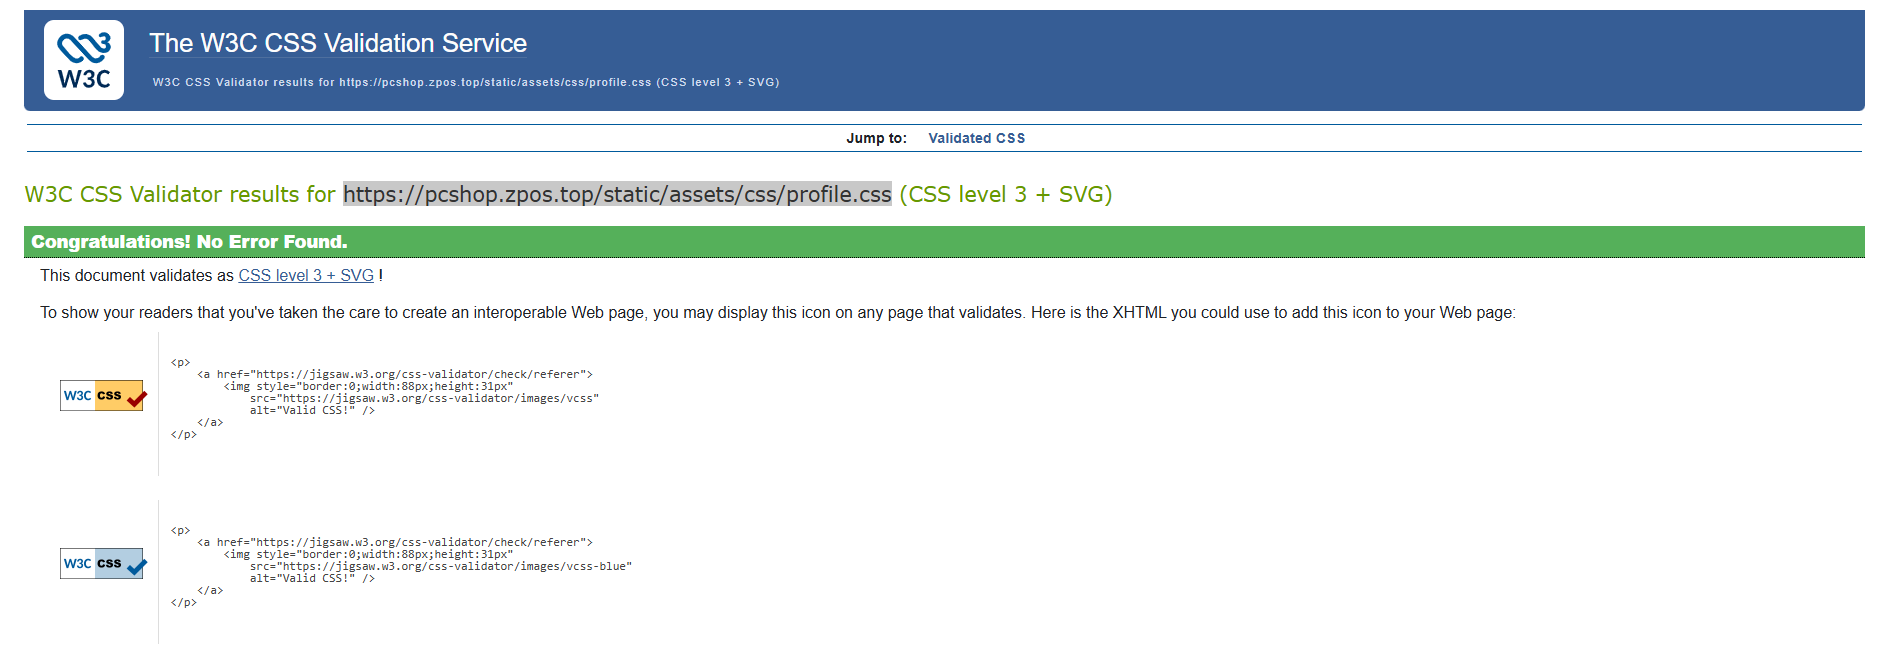 W3C
The W3C CSS Validation Service
W3C CSS Validator results for https://pcshop.zpos.top/static/assets/css/profile.css (CSS level 3 + SVG)
Jump to: Validated CSS
W3C CSS Validator results for https://pcshop.zpos.top/static/assets/css/profile.css (CSS level 3 + SVG)
Congratulations! No Error Found.
This document validates as CSS level 3 + SVG !
To show your readers that you've taken the care to create an interoperable Web page, you may display this icon on any page that validates. Here is the XHTML you could use to add this icon to your Web page:
W3C css
<p>
    <a href="https://jigsaw.w3.org/css-validator/check/referer">
        <img style="border:0;width:88px;height:31px"
            src="https://jigsaw.w3.org/css-validator/images/vcss"
            alt="Valid CSS!" />
    </a>
</p>
W3C css
<p>
    <a href="https://jigsaw.w3.org/css-validator/check/referer">
        <img style="border:0;width:88px;height:31px"
            src="https://jigsaw.w3.org/css-validator/images/vcss-blue"
            alt="Valid CSS!" />
    </a>
</p>